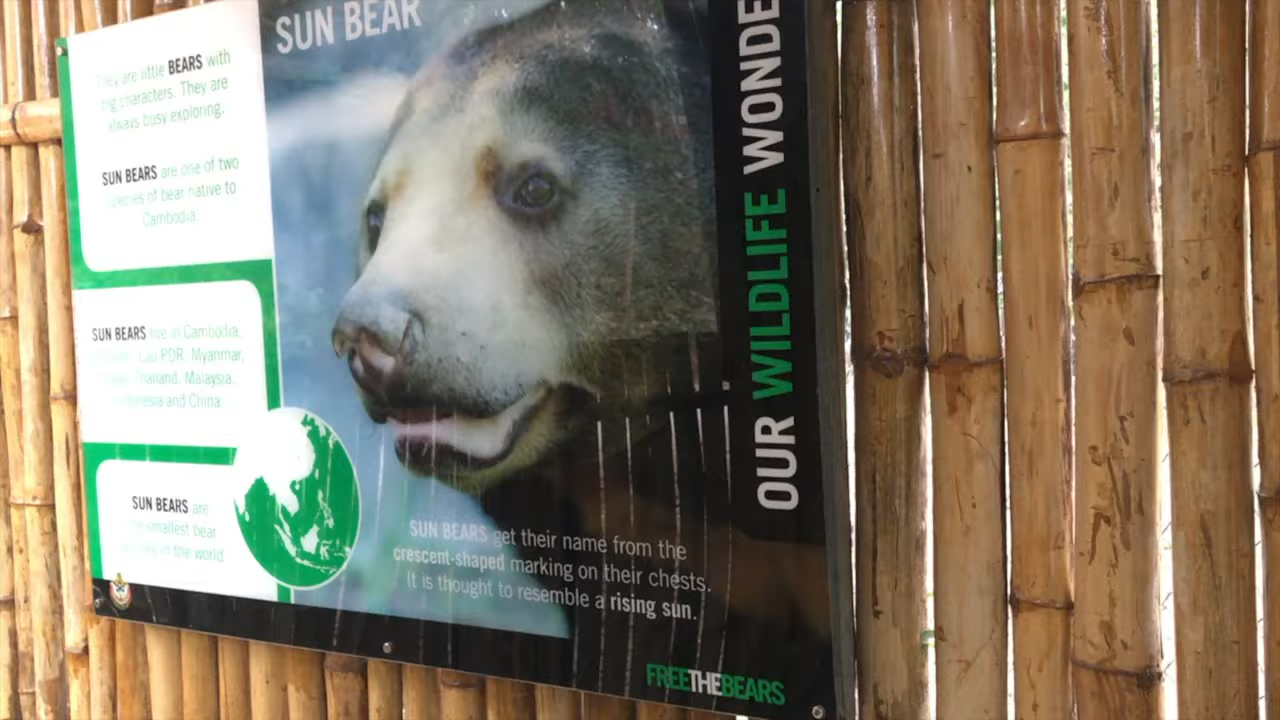 SUN BEAR
They are little BEARS with
big characters. They are
always busy exploring.
SUN BEARS are one of two
species of bear native to
Cambodia.
SUN BEARS live in Cambodia,
Lao PDR, Myanmar,
Thailand, Malaysia,
and China.
SUN BEARS are
smallest bear
in the world
SUN BEARS get their name from the
crescent-shaped marking on their chests.
It is thought to resemble a rising sun.
OUR WILDLIFE WONDE
FREETHEBEARS